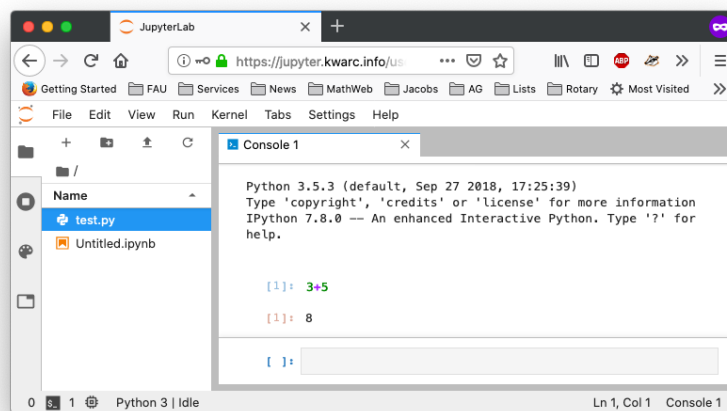 JupyterLab
https://jupyter.kwarc.info/us
ABP
Getting Started FAU Services News MathWeb Jacobs AG Lists Rotary Most Visited
File Edit View Run Kernel Tabs Settings Help
Console 1
/
Name
test.py
Untitled.ipynb
Python 3.5.3 (default, Sep 27 2018, 17:25:39)
Type 'copyright', 'credits' or 'license' for more information
IPython 7.8.0 -- An enhanced Interactive Python. Type '?' for
help.
[1]: 3+5
[1]: 8
[ ]:
0 1 Python 3 | Idle Ln 1, Col 1 Console 1